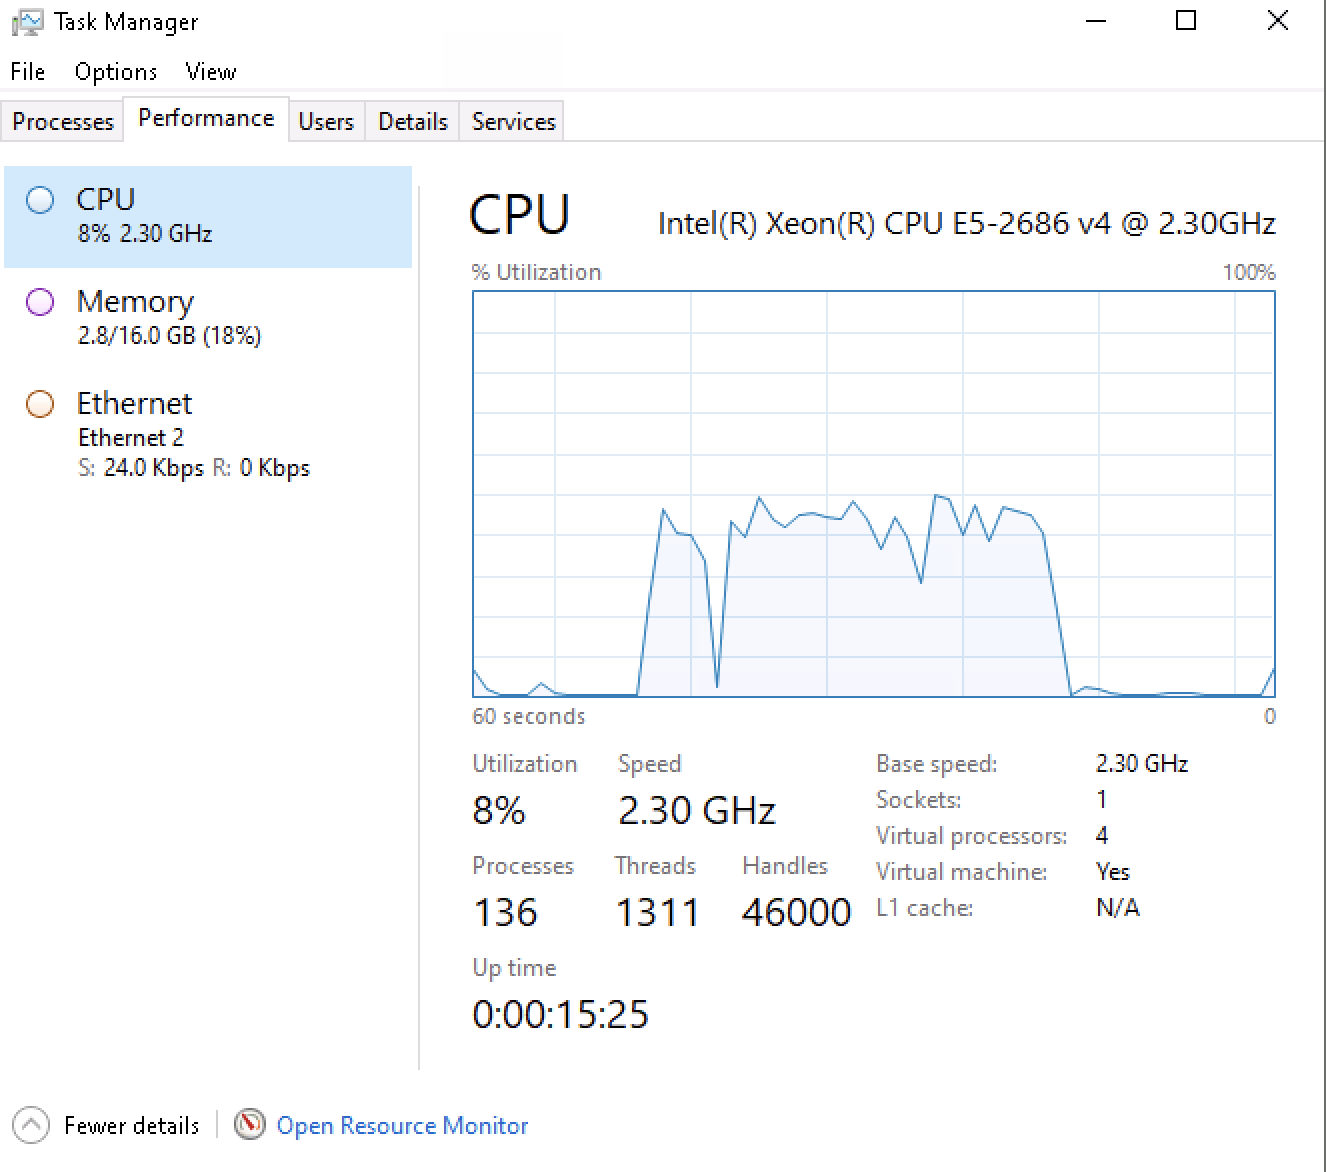 Task Manager
File Options View
Processes Performance Users Details Services
CPU
8% 2.30 GHz
Memory
2.8/16.0 GB (18%)
Ethernet
Ethernet 2
S: 24.0 Kbps R: 0 Kbps
CPU Intel(R) Xeon(R) CPU E5-2686 v4 @ 2.30GHz
% Utilization 100%
60 seconds 0
Utilization Speed
8% 2.30 GHz
Processes Threads Handles
136 1311 46000
Up time
0:00:15:25
Base speed: 2.30 GHz
Sockets: 1
Virtual processors: 4
Virtual machine: Yes
L1 cache: N/A
Fewer details Open Resource Monitor